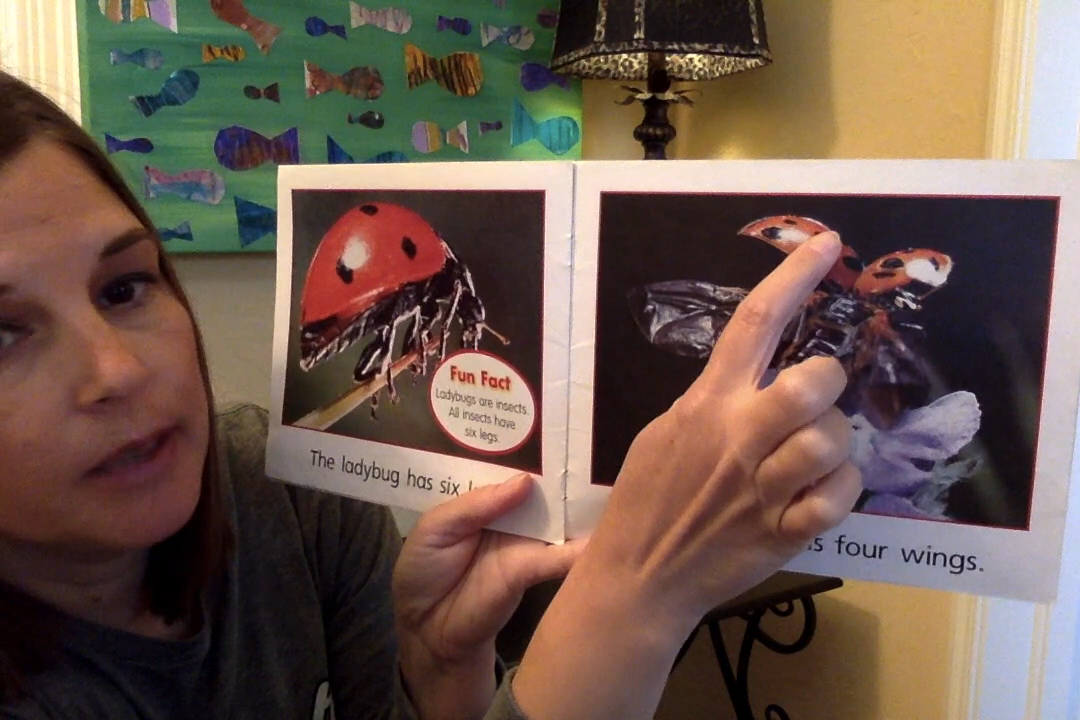 Fun Fact
Ladybugs are insects.
All insects have
six legs.
The ladybug has six
four wings.